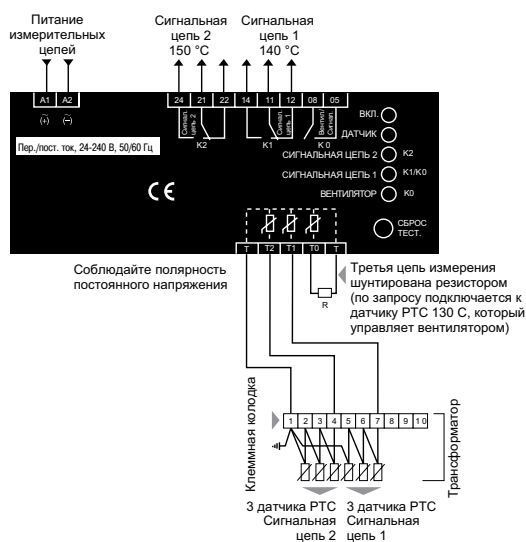 Питание
измерительных
цепей
Сигнальная
цепь 2
150 °C
Сигнальная
цепь 1
140 °C
A1 A2
24 21 22 14 11 12 08 05
(+) (–)
Сигнал.
цепь 2
K2
K1
Сигнал.
цепь 1
Вентил./
Сигнал.
K 0
Пер./пост. ток, 24-240 В, 50/60 Гц
CE
ВКЛ.
ДАТЧИК
СИГНАЛЬНАЯ ЦЕПЬ 2 K2
СИГНАЛЬНАЯ ЦЕПЬ 1 K1/K0
ВЕНТИЛЯТОР K0
СБРОС
ТЕСТ.
T T2 T1 T0 T
Соблюдайте полярность
постоянного напряжения
R
Третья цепь измерения
шунтирована резистором
(по запросу подключается к
датчику PTC 130 C, который
управляет вентилятором)
Клеммная колодка
1 2 3 4 5 6 7 8 9 10
Трансформатор
3 датчика PTC
Сигнальная
цепь 2
3 датчика PTC
Сигнальная
цепь 1